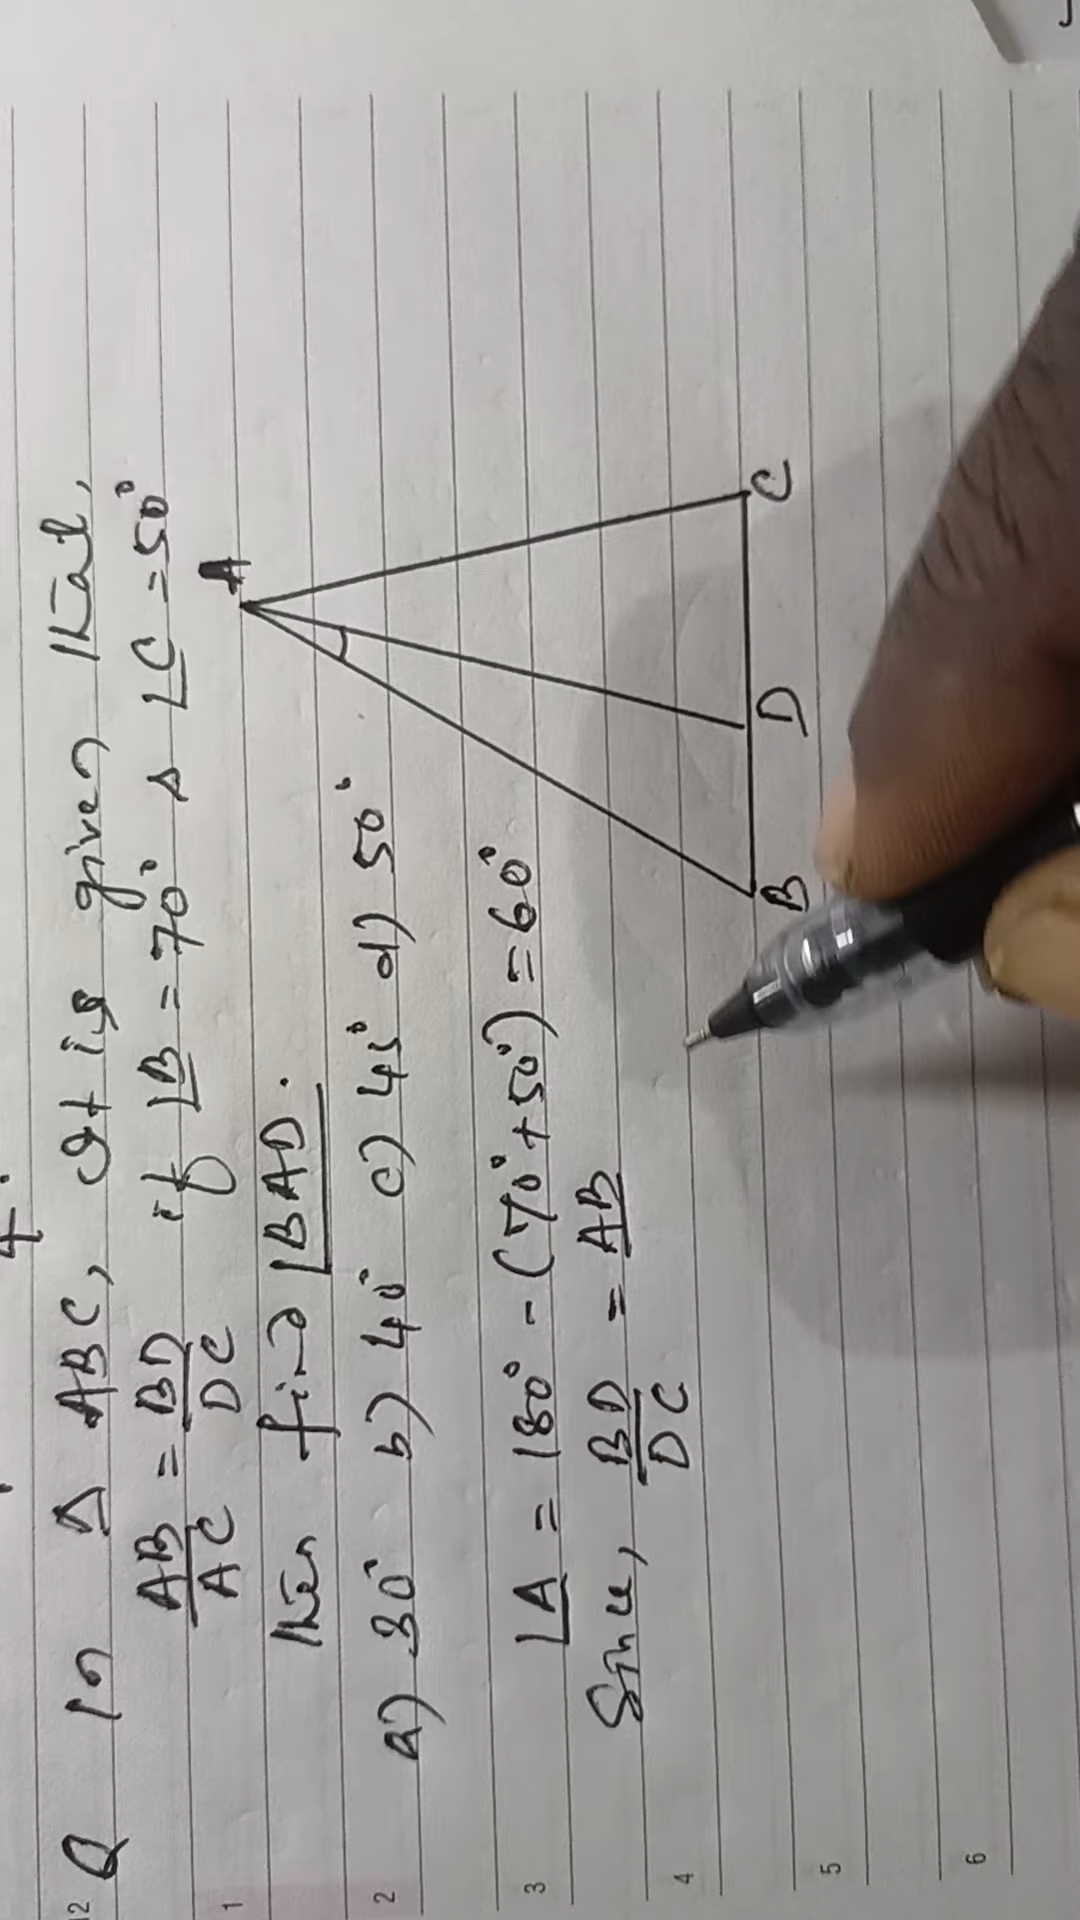 4.
Q In Δ ABC, It is given that,
AB/AC = BD/DC if ∠B = 70° & ∠C = 50°
then find ∠BAD.
a) 30° b) 40° c) 45° d) 50°
∠A = 180° - (70° + 50°) = 60°
Since, BD/DC = AB
A
B
D
C
12
1
2
3
4
5
6